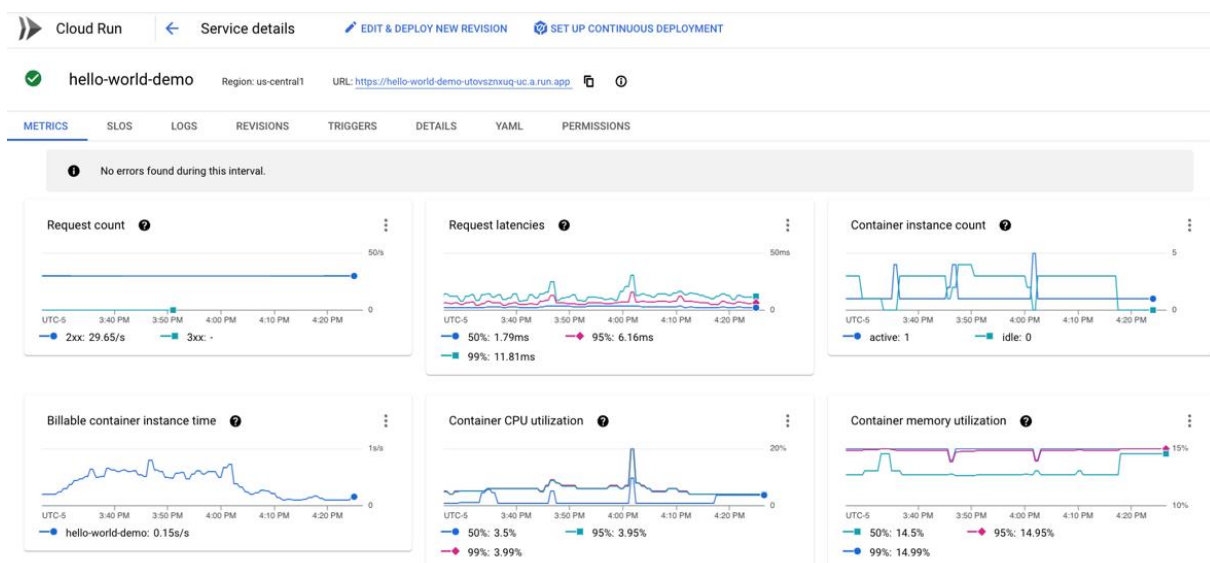 Cloud Run
Service details
EDIT & DEPLOY NEW REVISION
SET UP CONTINUOUS DEPLOYMENT
hello-world-demo
Region: us-central1
URL: https://hello-world-demo-utovsznxuq-uc.a.run.app
METRICS SLOS LOGS REVISIONS TRIGGERS DETAILS YAML PERMISSIONS
No errors found during this interval.
Request count
50/s
0
UTC-5 3:40 PM 3:50 PM 4:00 PM 4:10 PM 4:20 PM
2xx: 29.65/s 3xx: -
Request latencies
50ms
0
UTC-5 3:40 PM 3:50 PM 4:00 PM 4:10 PM 4:20 PM
50%: 1.79ms 95%: 6.16ms
99%: 11.81ms
Container instance count
5
0
UTC-5 3:40 PM 3:50 PM 4:00 PM 4:10 PM 4:20 PM
active: 1 idle: 0
Billable container instance time
1s/s
0
UTC-5 3:40 PM 3:50 PM 4:00 PM 4:10 PM 4:20 PM
hello-world-demo: 0.15s/s
Container CPU utilization
20%
0
UTC-5 3:40 PM 3:50 PM 4:00 PM 4:10 PM 4:20 PM
50%: 3.5% 95%: 3.95%
99%: 3.99%
Container memory utilization
15%
10%
UTC-5 3:40 PM 3:50 PM 4:00 PM 4:10 PM 4:20 PM
50%: 14.5% 95%: 14.95%
99%: 14.99%